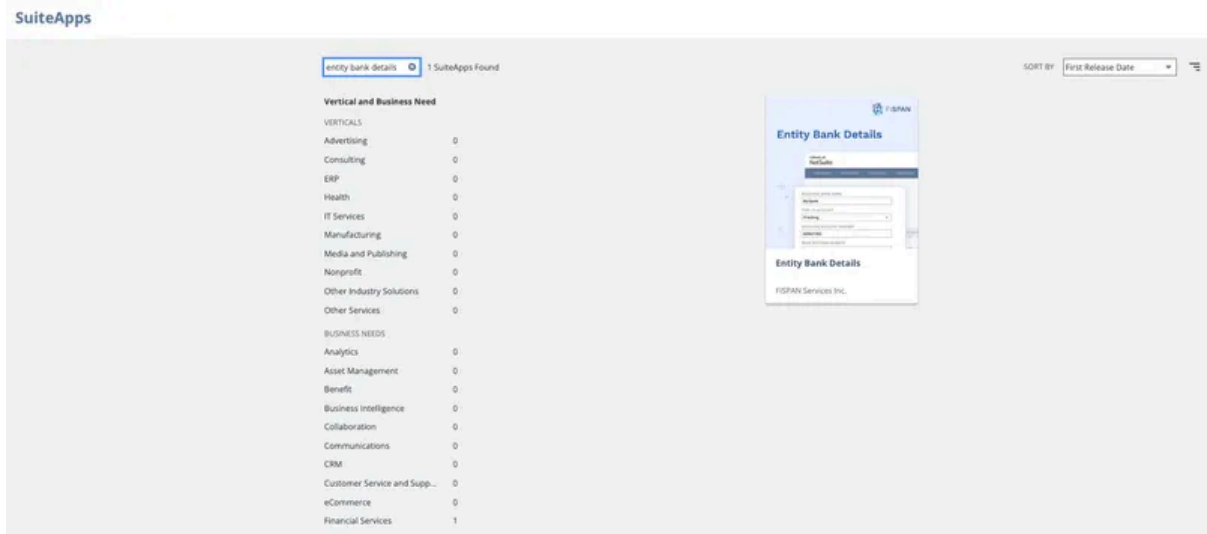 SuiteApps
entity bank details
1 SuiteApps Found
SORT BY
First Release Date
Vertical and Business Need
VERTICALS
Advertising 0
Consulting 0
ERP 0
Health 0
IT Services 0
Manufacturing 0
Media and Publishing 0
Nonprofit 0
Other Industry Solutions 0
Other Services 0
BUSINESS NEEDS
Analytics 0
Asset Management 0
Benefit 0
Business Intelligence 0
Collaboration 0
Communications 0
CRM 0
Customer Service and Supp... 0
eCommerce 0
Financial Services 1
FISPAN
Entity Bank Details
NetSuite
Entity Bank Details
FISPAN Services Inc.